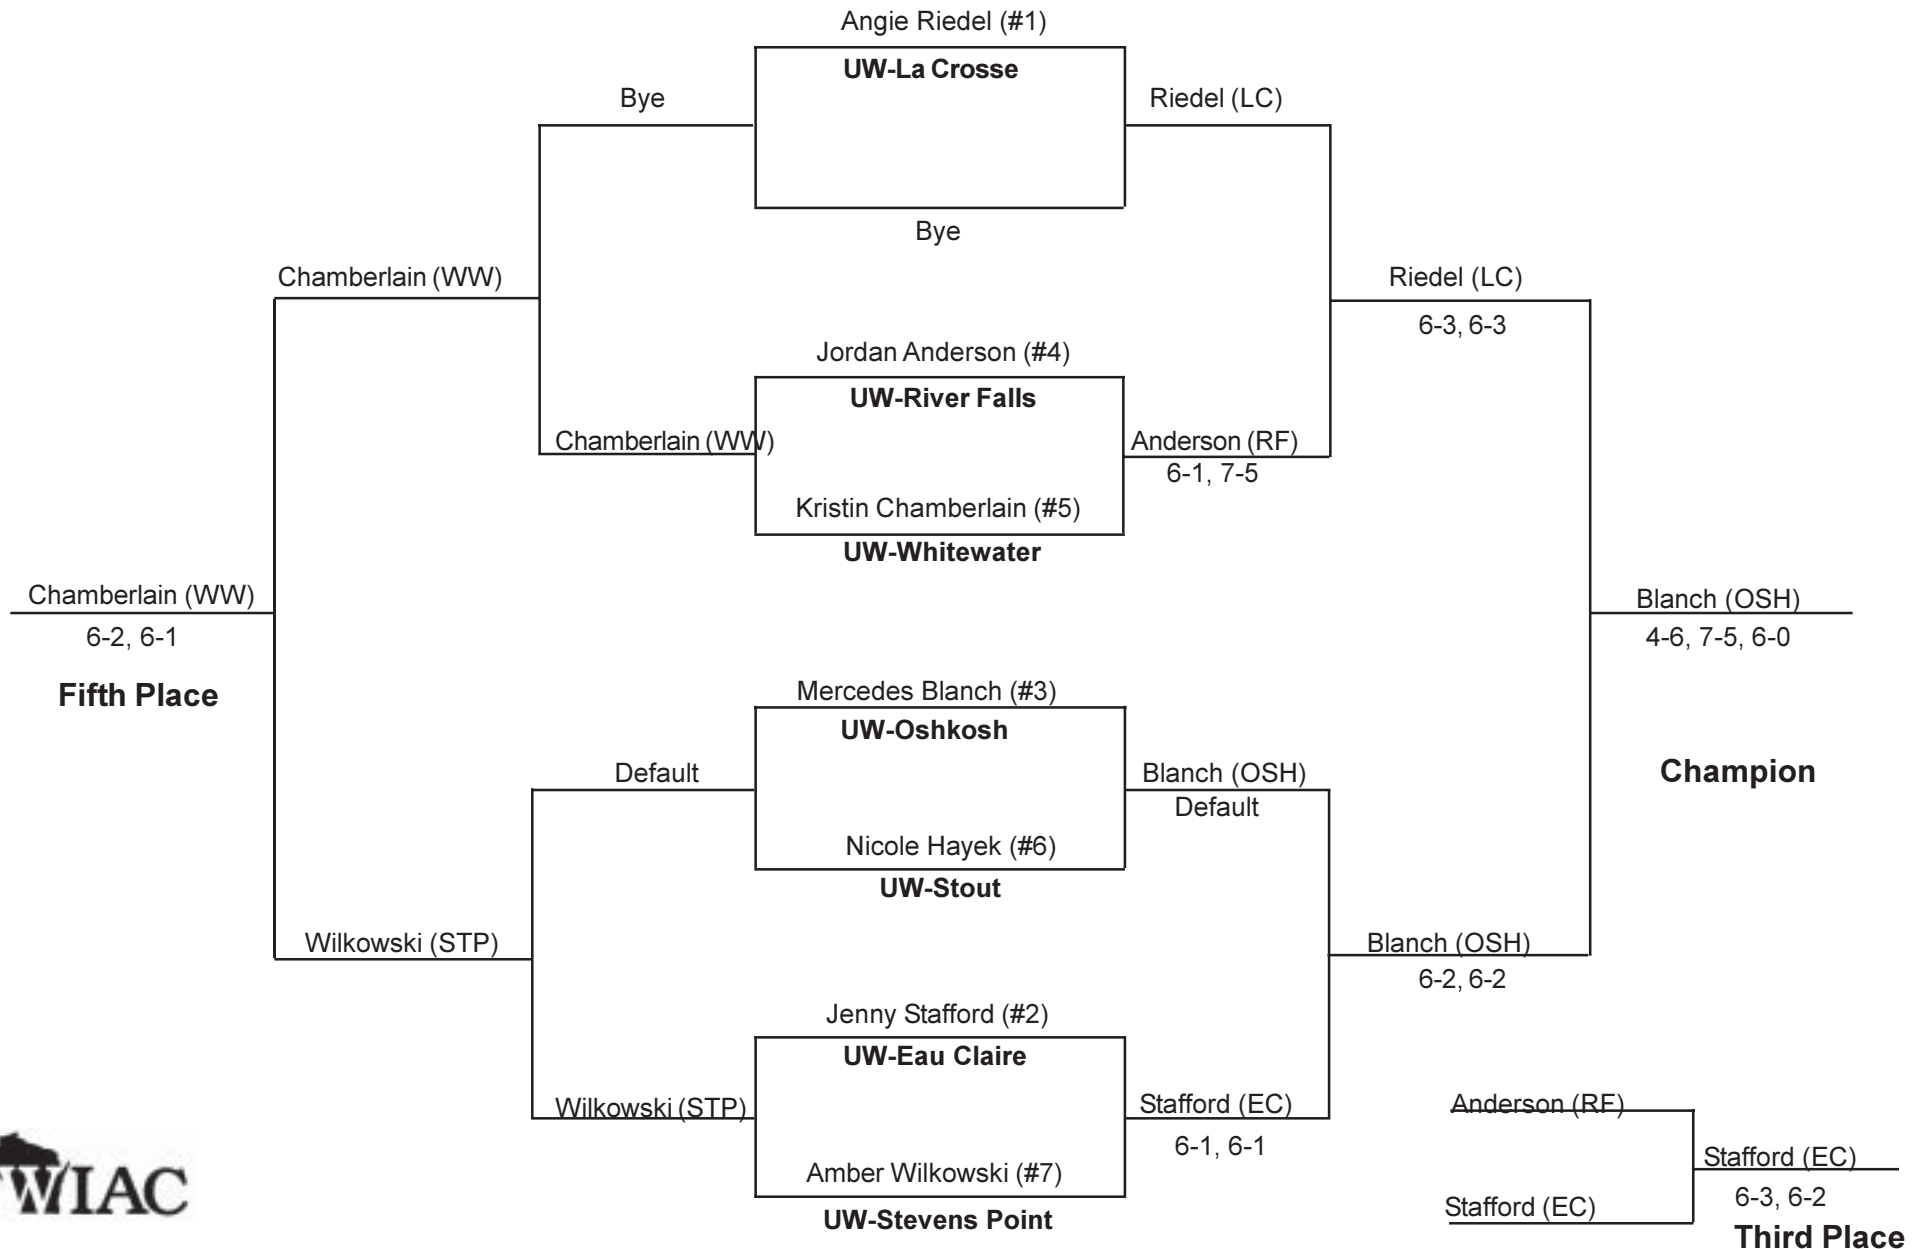 Angie Riedel (#1)
UW-La Crosse
Bye
Riedel (LC)
Bye
Chamberlain (WW)
Riedel (LC)
6-3, 6-3
Jordan Anderson (#4)
UW-River Falls
Chamberlain (WW)
Anderson (RF)
6-1, 7-5
Kristin Chamberlain (#5)
UW-Whitewater
Chamberlain (WW)
6-2, 6-1
Fifth Place
Blanch (OSH)
4-6, 7-5, 6-0
Champion
Mercedes Blanch (#3)
UW-Oshkosh
Default
Blanch (OSH)
Default
Nicole Hayek (#6)
UW-Stout
Wilkowski (STP)
Blanch (OSH)
6-2, 6-2
Jenny Stafford (#2)
UW-Eau Claire
Wilkowski (STP)
Stafford (EC)
6-1, 6-1
Amber Wilkowski (#7)
UW-Stevens Point
Anderson (RF)
Stafford (EC)
6-3, 6-2
Stafford (EC)
Third Place
WIAC